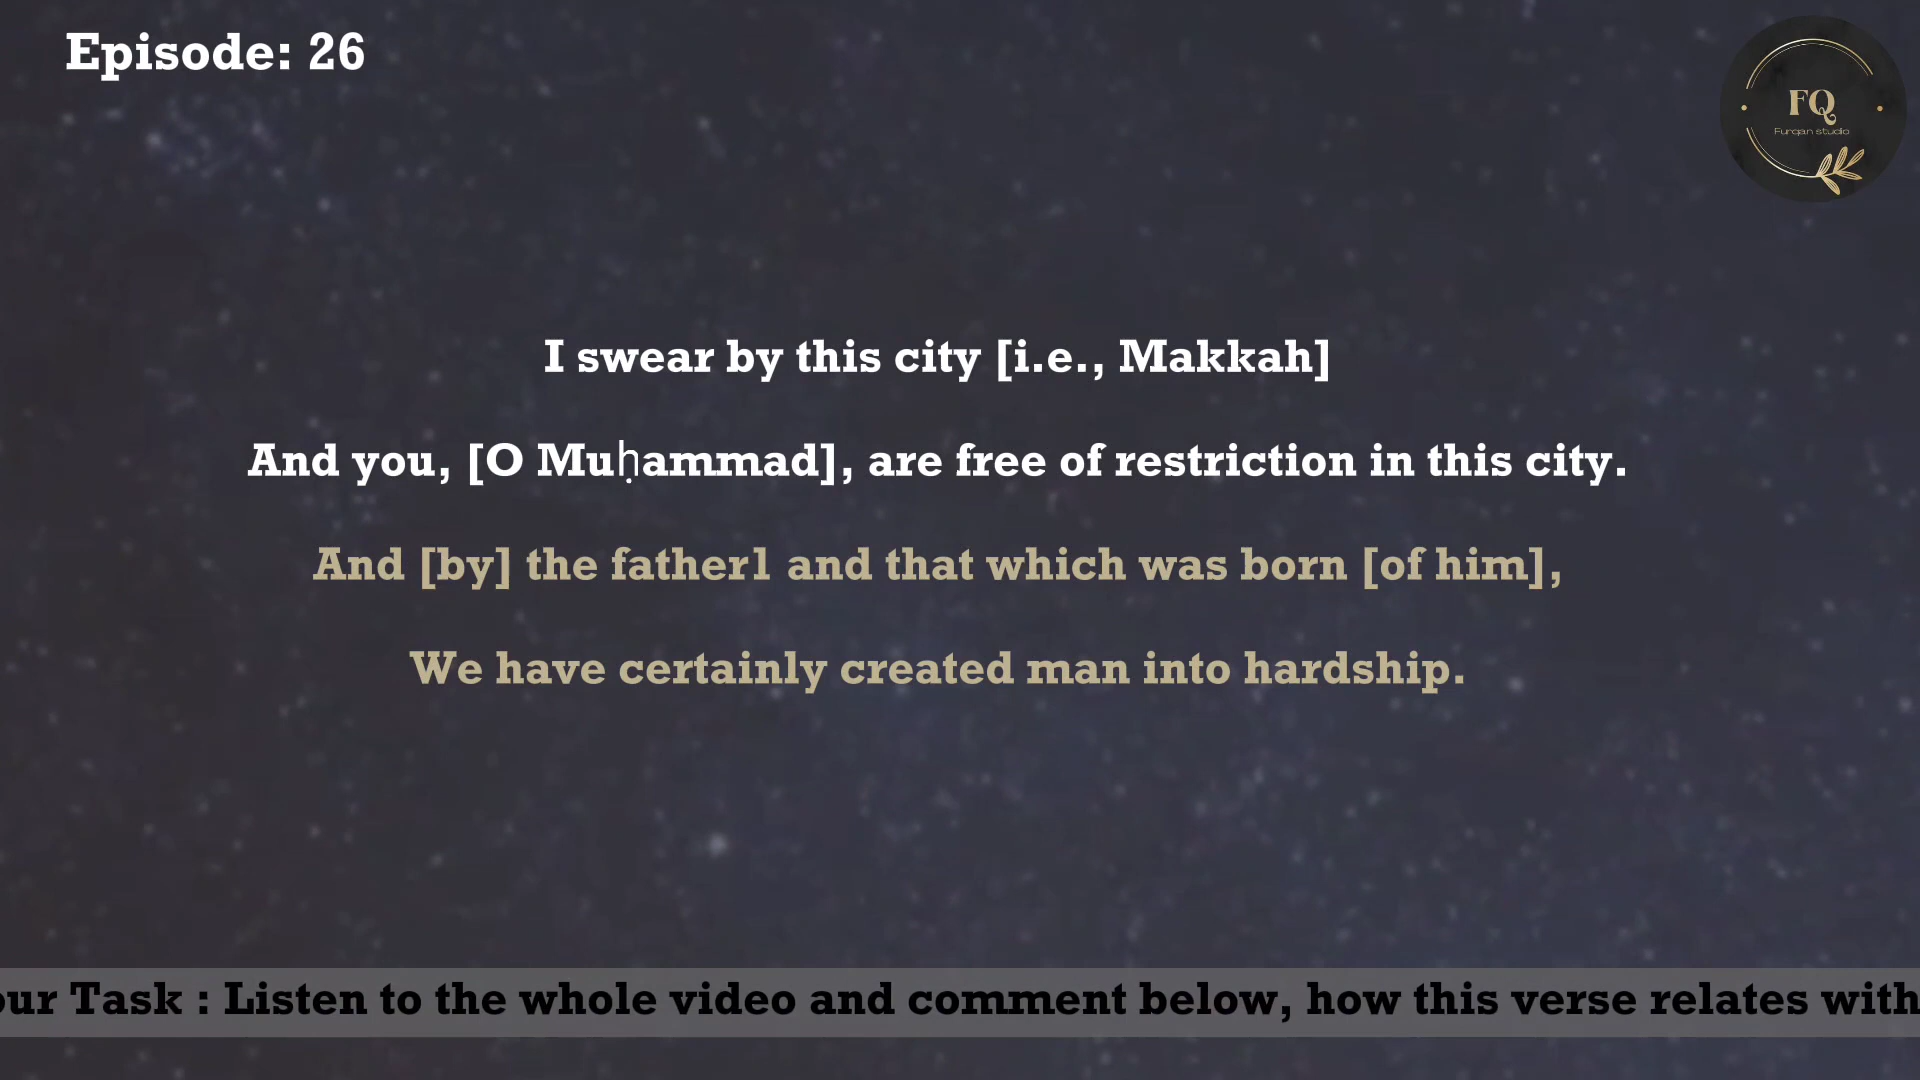 Episode: 26
FQ
Furqan studio
I swear by this city [i.e., Makkah]
And you, [O Muḥammad], are free of restriction in this city.
And [by] the father1 and that which was born [of him],
We have certainly created man into hardship.
our Task : Listen to the whole video and comment below, how this verse relates with